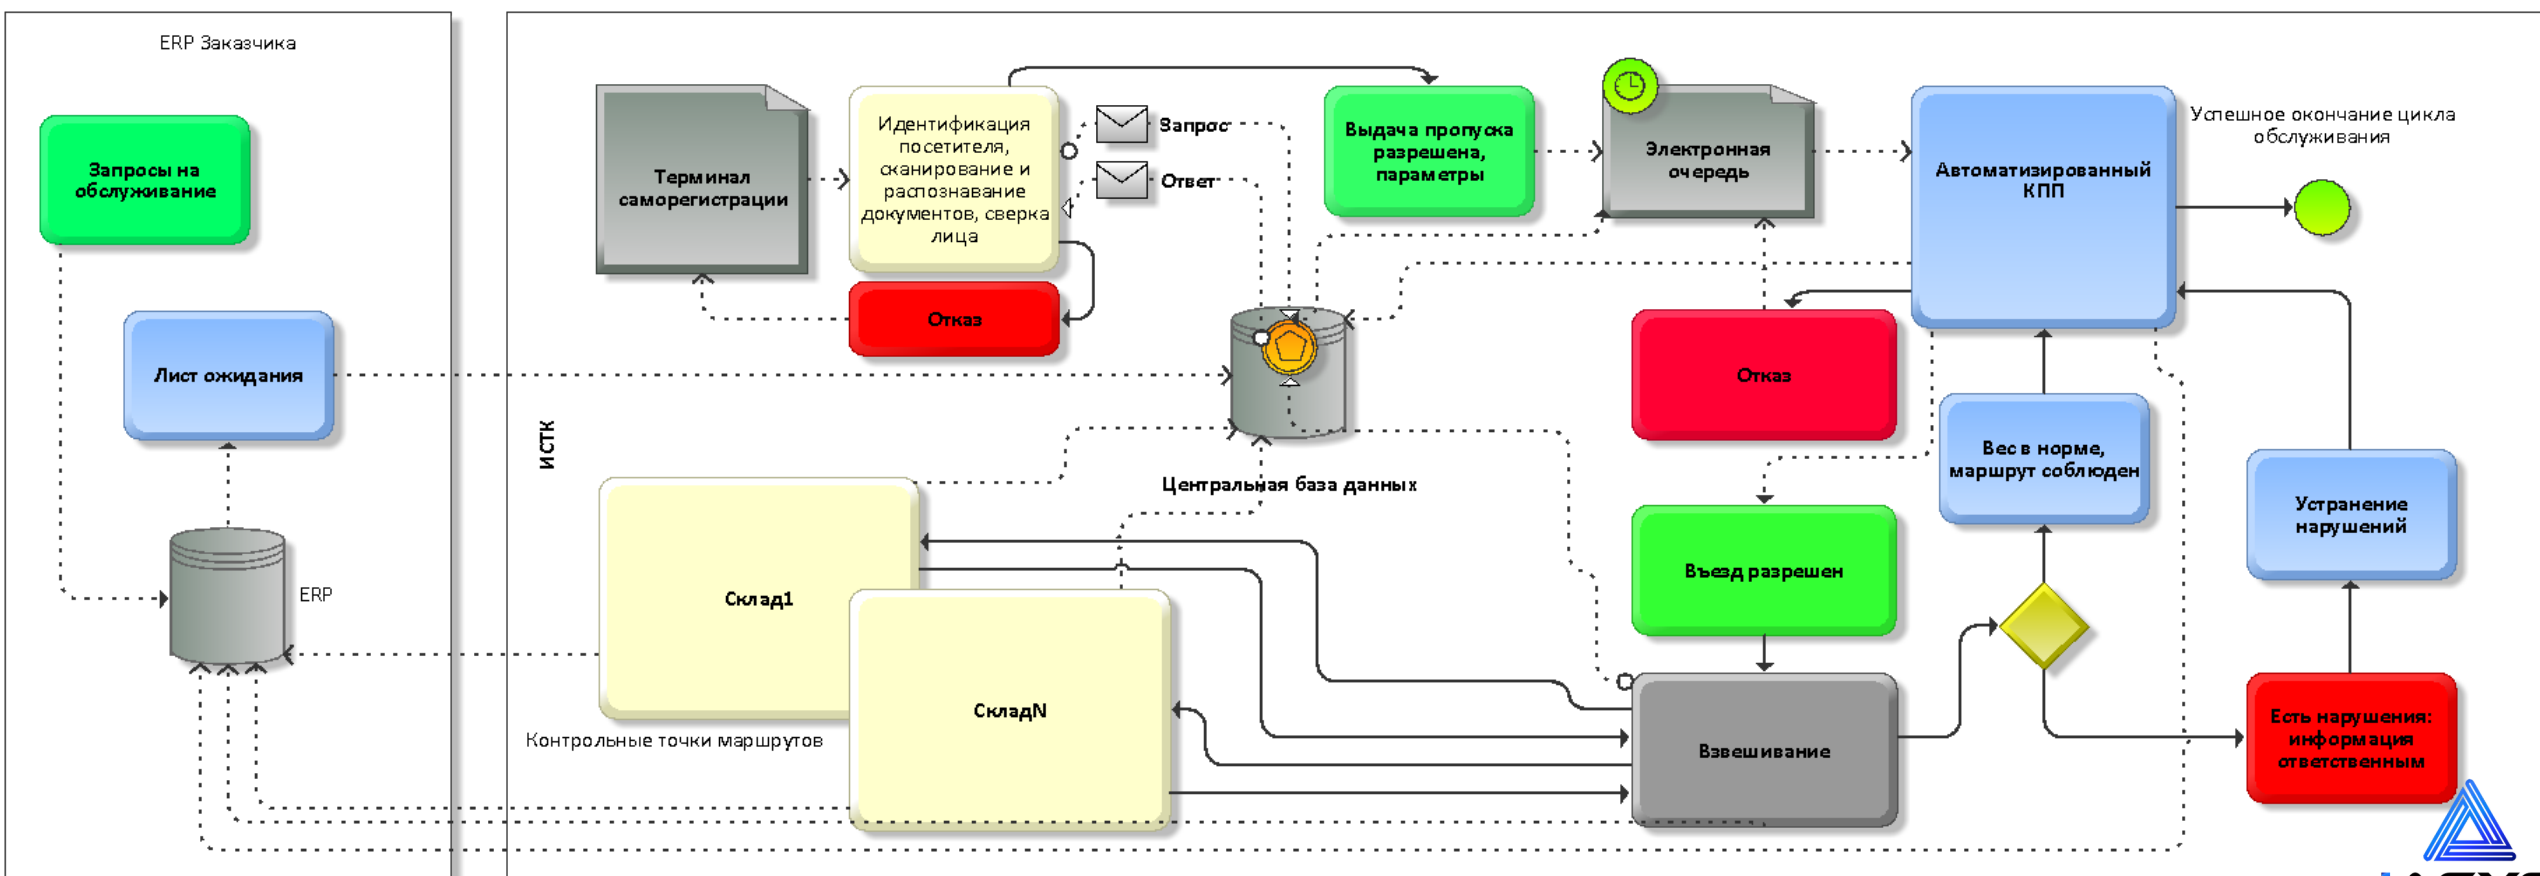 ERP Заказчика
Запросы на
обслуживание
Лист ожидания
ERP
ИСТК
Терминал
саморегистрации
Идентификация
посетителя,
сканирование и
распознавание
документов, сверка
лица
Отказ
Запрос
Ответ
Выдача пропуска
разрешена,
параметры
Электронная
очередь
Автоматизированный
КПП
Успешное окончание цикла
обслуживания
Отказ
Центральная база данных
Вес в норме,
маршрут соблюден
Устранение
нарушений
Въезд разрешен
Склад1
СкладN
Контрольные точки маршрутов
Взвешивание
Есть нарушения:
информация
ответственным